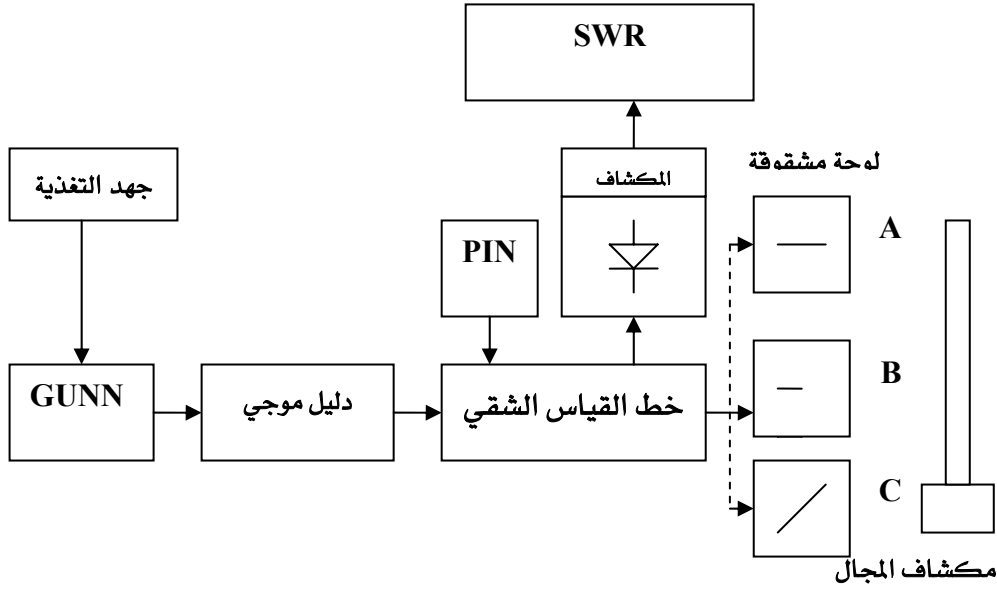 SWR
جهد التغذية
المكشاف
لوحة مشقوقة
PIN
A
GUNN
دليل موجي
خط القياس الشقي
B
C
مكشاف المجال